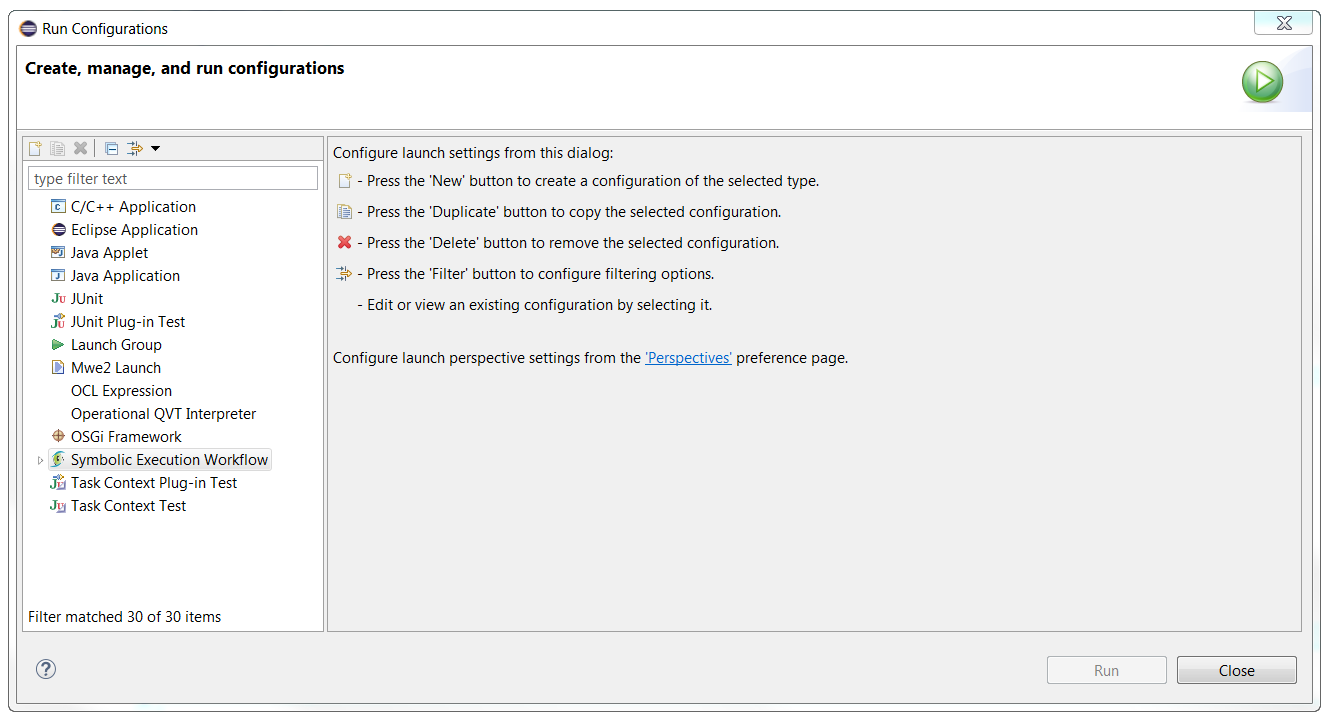 Run Configurations
Create, manage, and run configurations
type filter text
C/C++ Application
Eclipse Application
Java Applet
Java Application
JUnit
JUnit Plug-in Test
Launch Group
Mwe2 Launch
OCL Expression
Operational QVT Interpreter
OSGi Framework
Symbolic Execution Workflow
Task Context Plug-in Test
Task Context Test
Filter matched 30 of 30 items
Configure launch settings from this dialog:
- Press the 'New' button to create a configuration of the selected type.
- Press the 'Duplicate' button to copy the selected configuration.
- Press the 'Delete' button to remove the selected configuration.
- Press the 'Filter' button to configure filtering options.
- Edit or view an existing configuration by selecting it.
Configure launch perspective settings from the 'Perspectives' preference page.
Run
Close